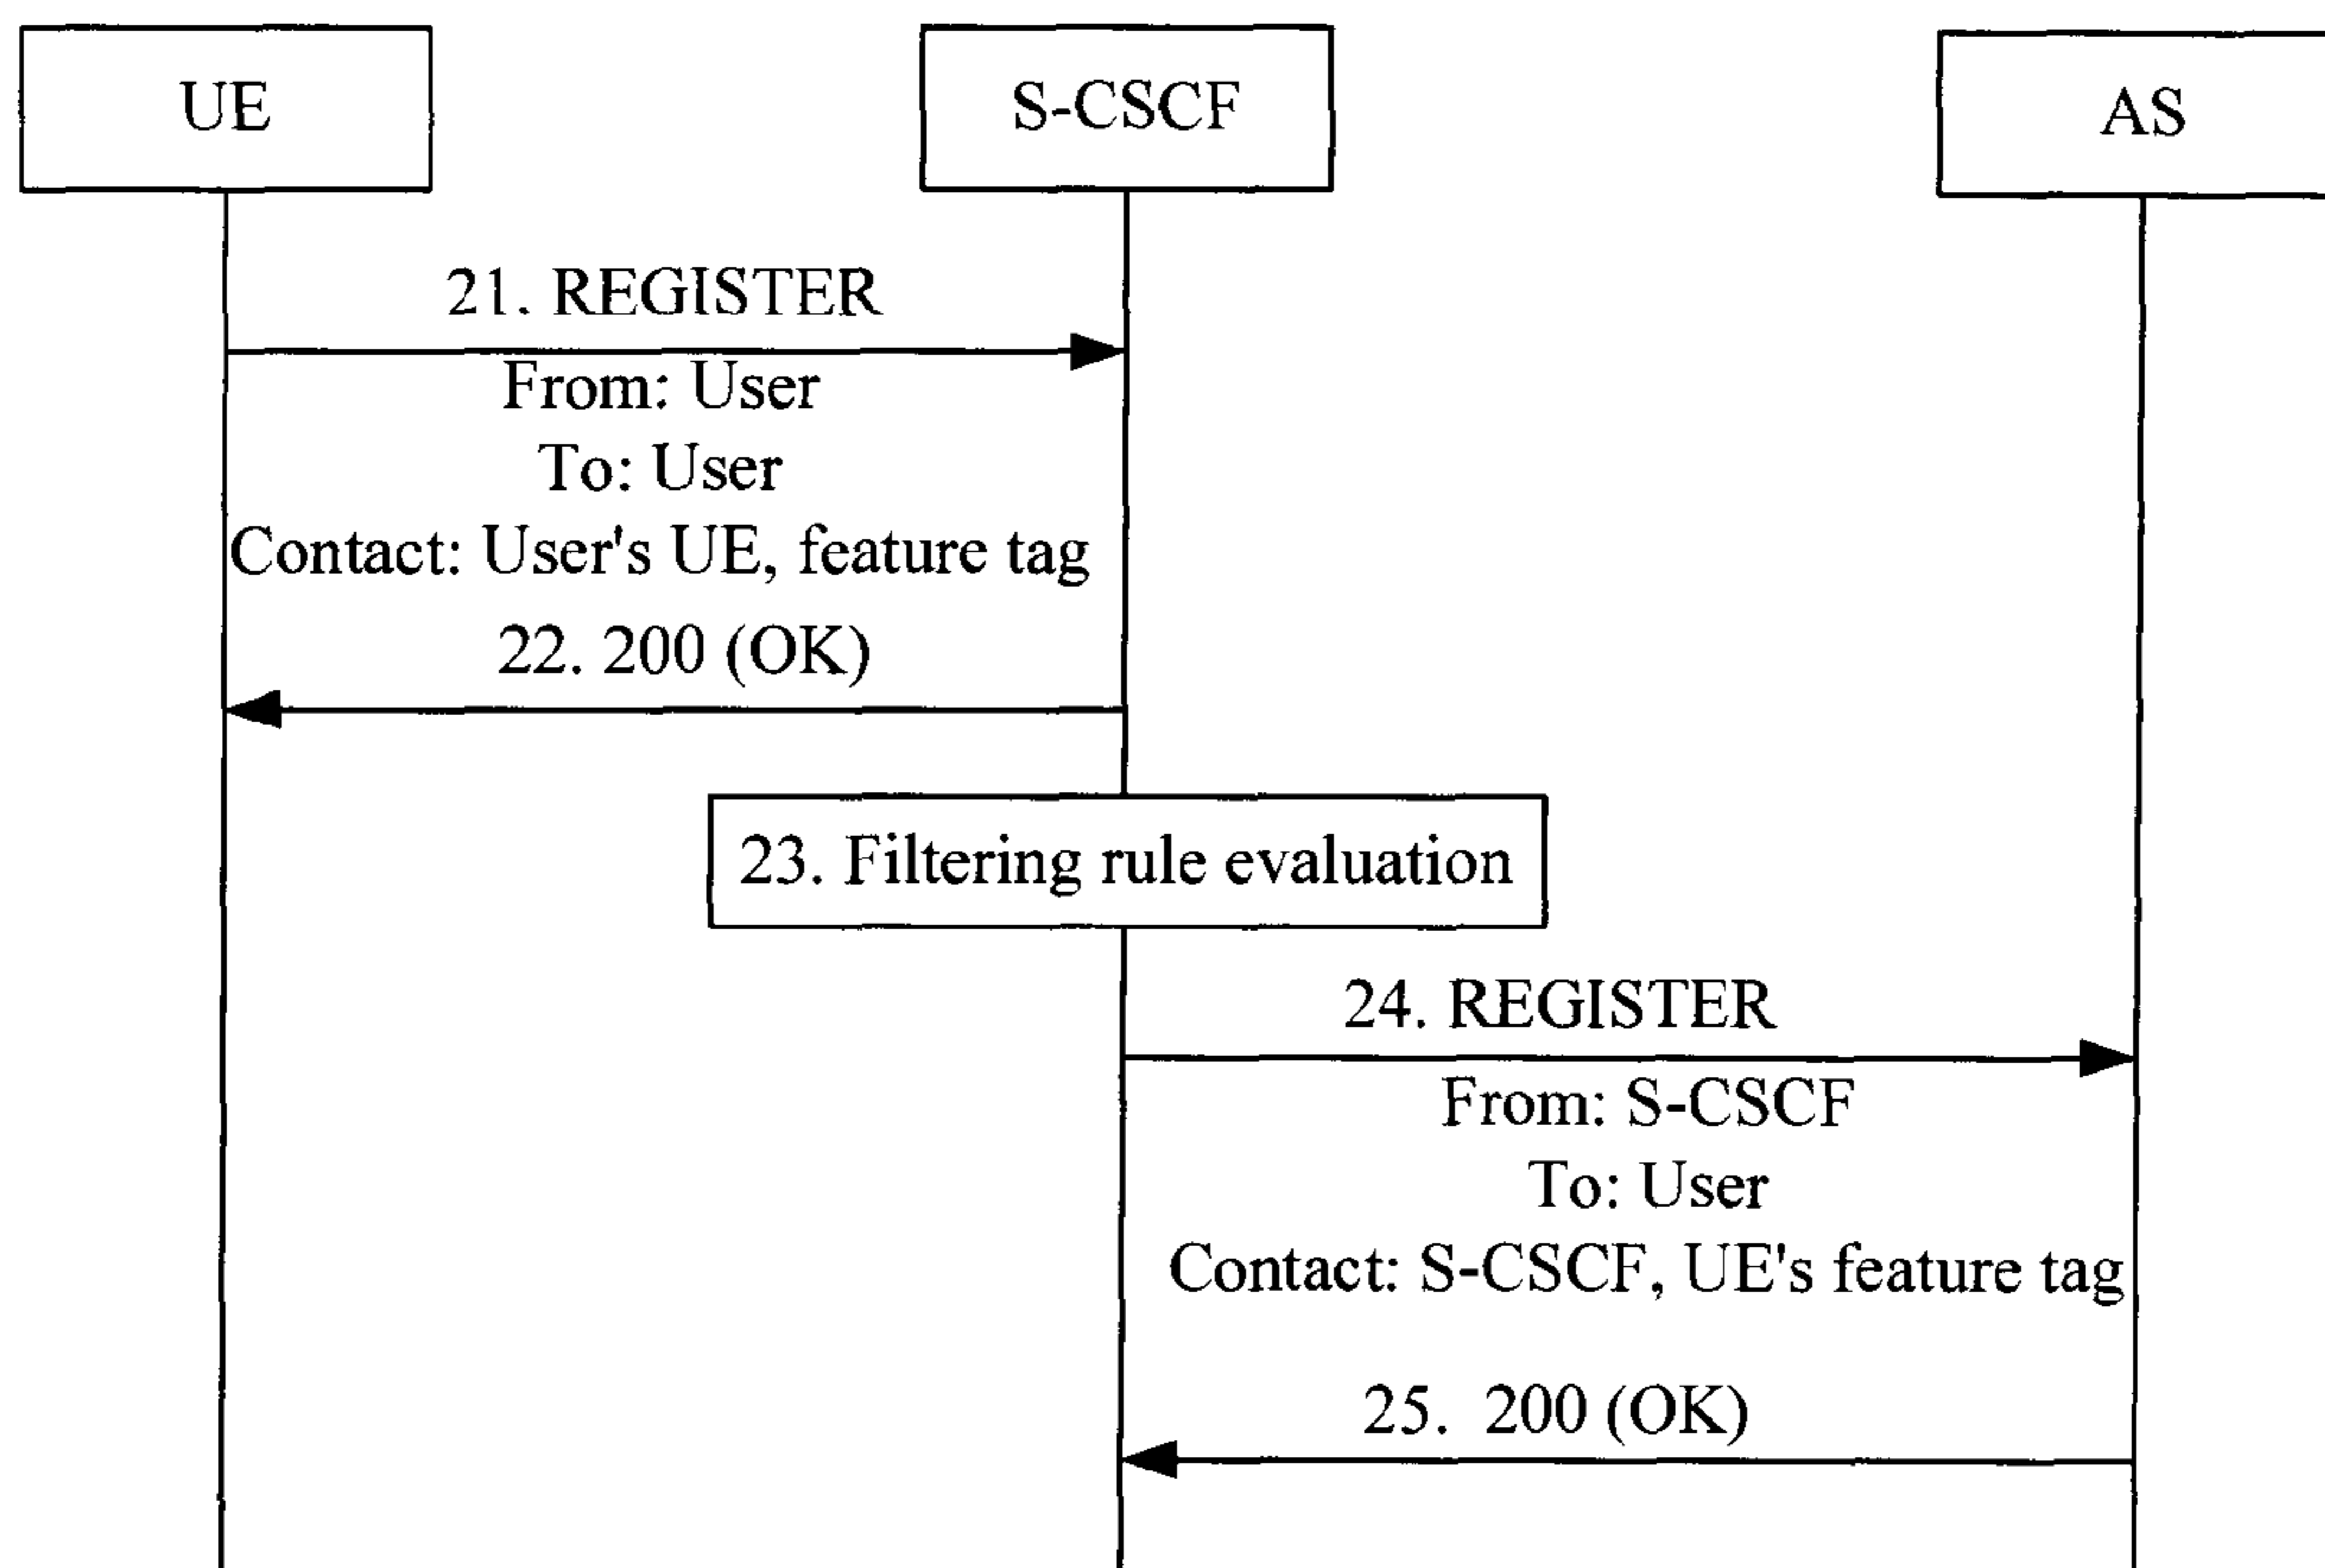 UE
S-CSCF
AS
21. REGISTER
From: User
To: User
Contact: User's UE, feature tag
22. 200 (OK)
23. Filtering rule evaluation
24. REGISTER
From: S-CSCF
To: User
Contact: S-CSCF, UE's feature tag
25. 200 (OK)